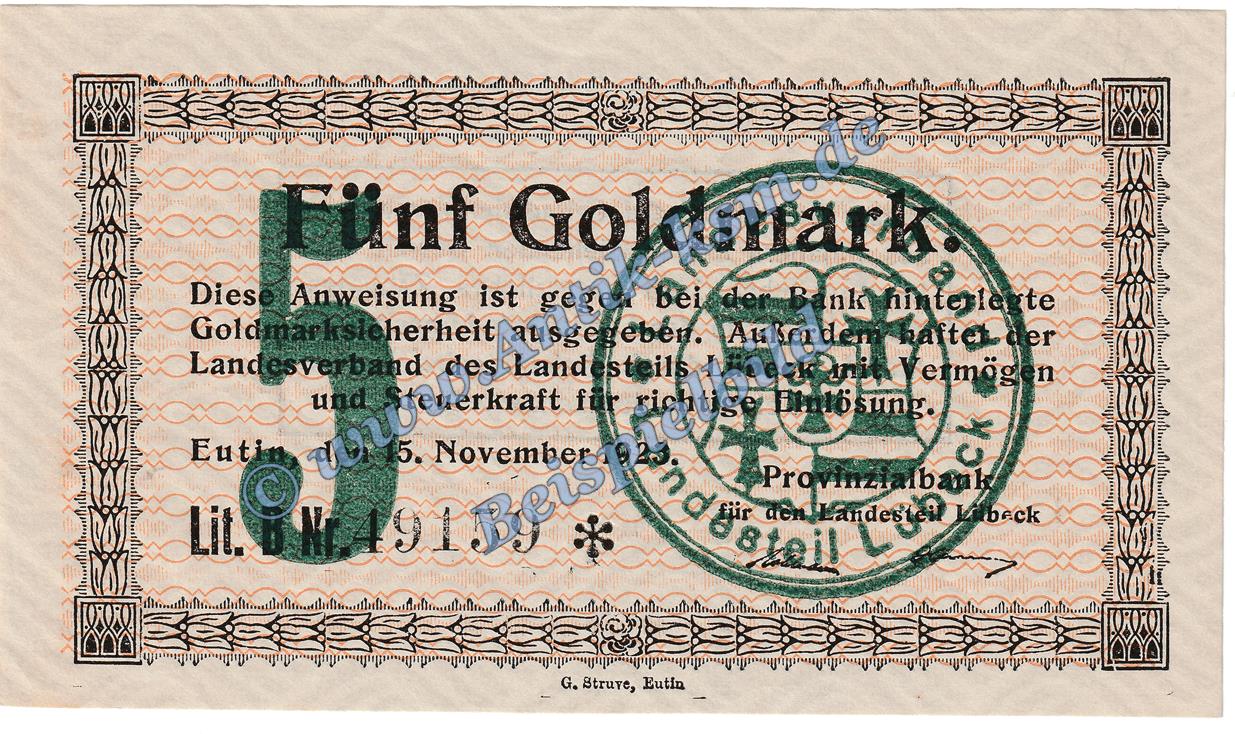 Fünf Goldmark.
5
Diese Anweisung ist gegen bei der Bank hinterlegte
Goldmarksicherheit ausgegeben. Außerdem haftet der
Landesverband des Landesteils Lübeck mit Vermögen
und Steuerkraft für richtige Einlösung.
Eutin, den 15. November 1923.
Provinzialbank
für den Landesteil Lübeck
Lit. B Nr. 49159 *
Landesteil Lübeck
G. Struve, Eutin
© www.Antik-ksm.de
Beispielbild